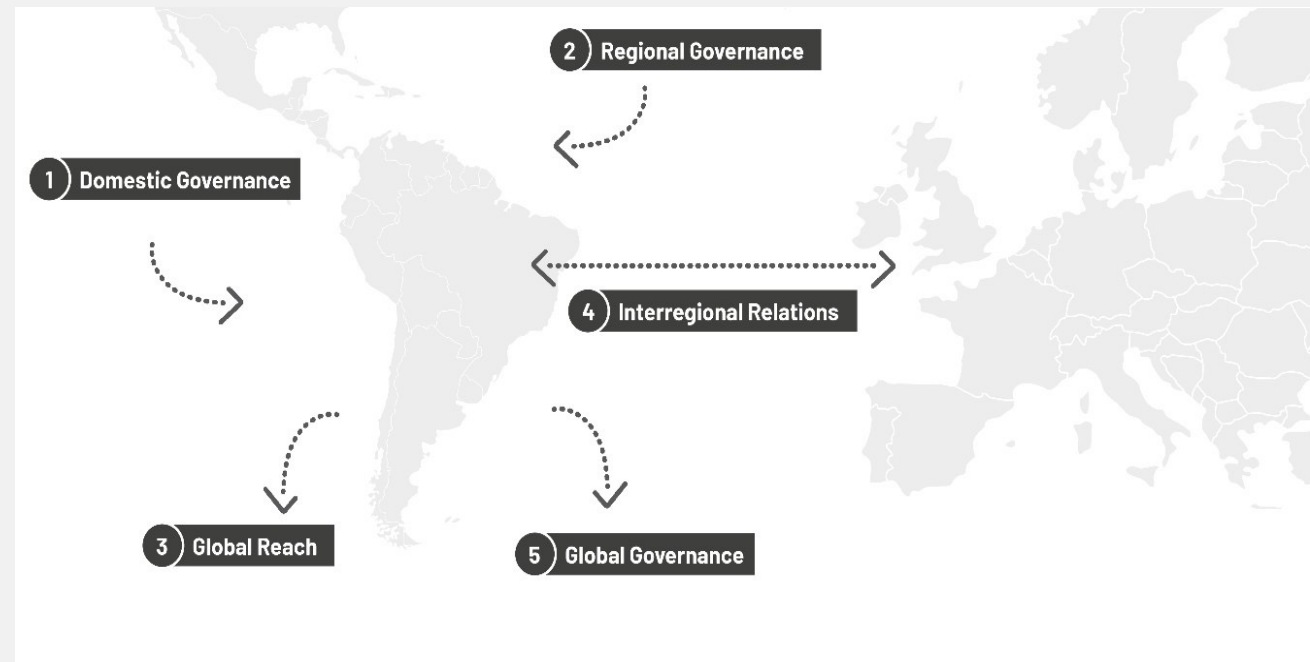 2 Regional Governance
1 Domestic Governance
4 Interregional Relations
3 Global Reach
5 Global Governance